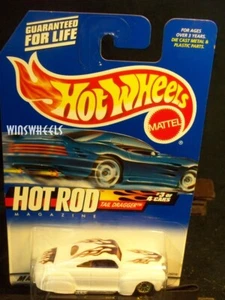 GUARANTEED
FOR LIFE
FOR AGES
OVER 3 YEARS.
DIE CAST METAL &
PLASTIC PARTS.
HOT WHEELS
MATTEL
WINSWHEELS
HOT ROD
MAGAZINE
TAIL DRAGGER
4 CARS